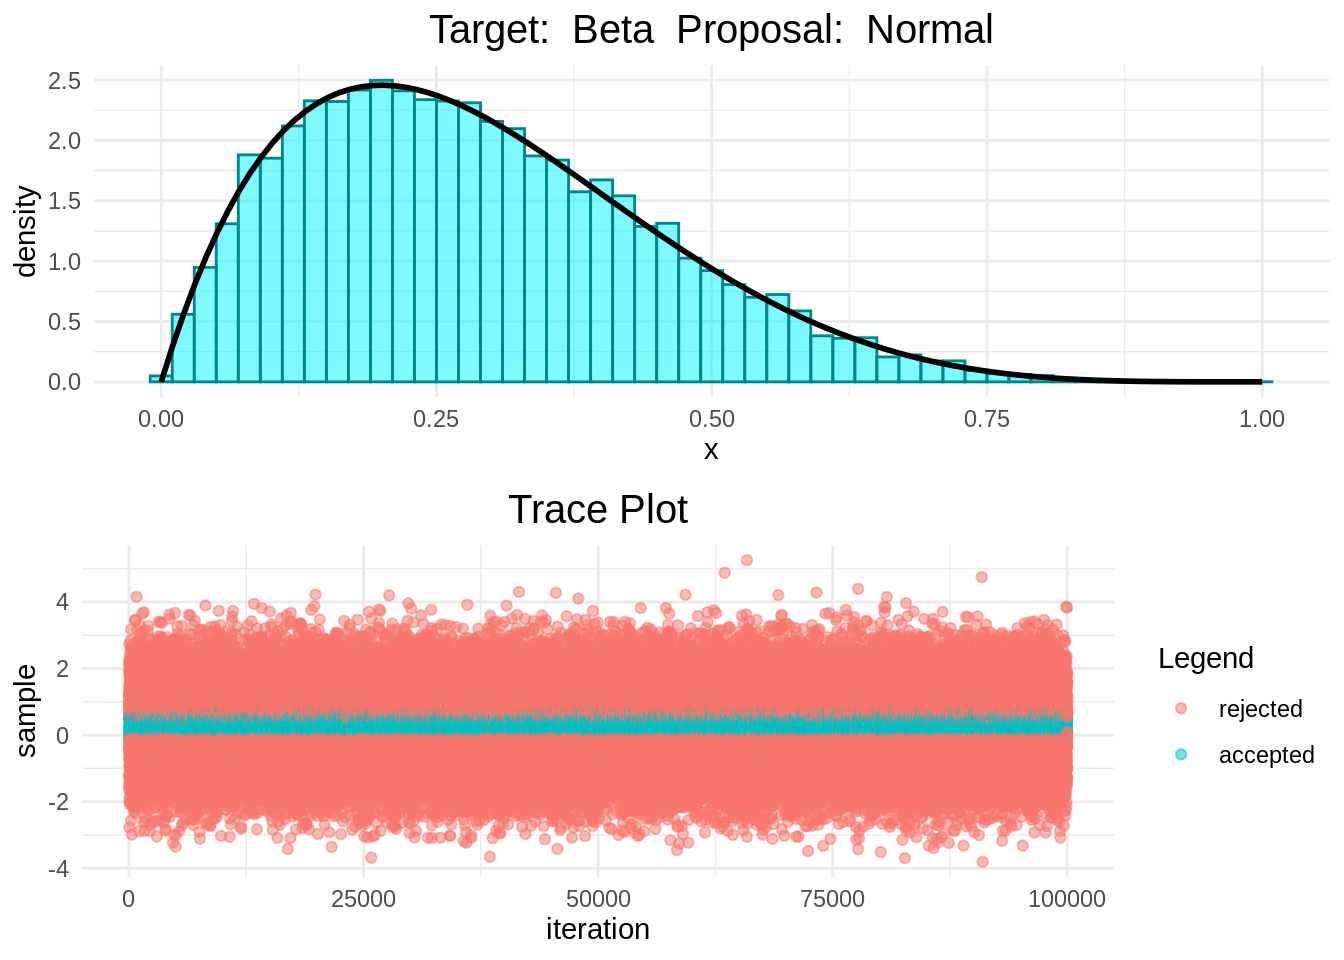 Target:  Beta  Proposal:  Normal
density
2.5
2.0
1.5
1.0
0.5
0.0
0.00 0.25 0.50 0.75 1.00
x
Trace Plot
sample
4
2
0
-2
-4
0 25000 50000 75000 100000
iteration
Legend
rejected
accepted